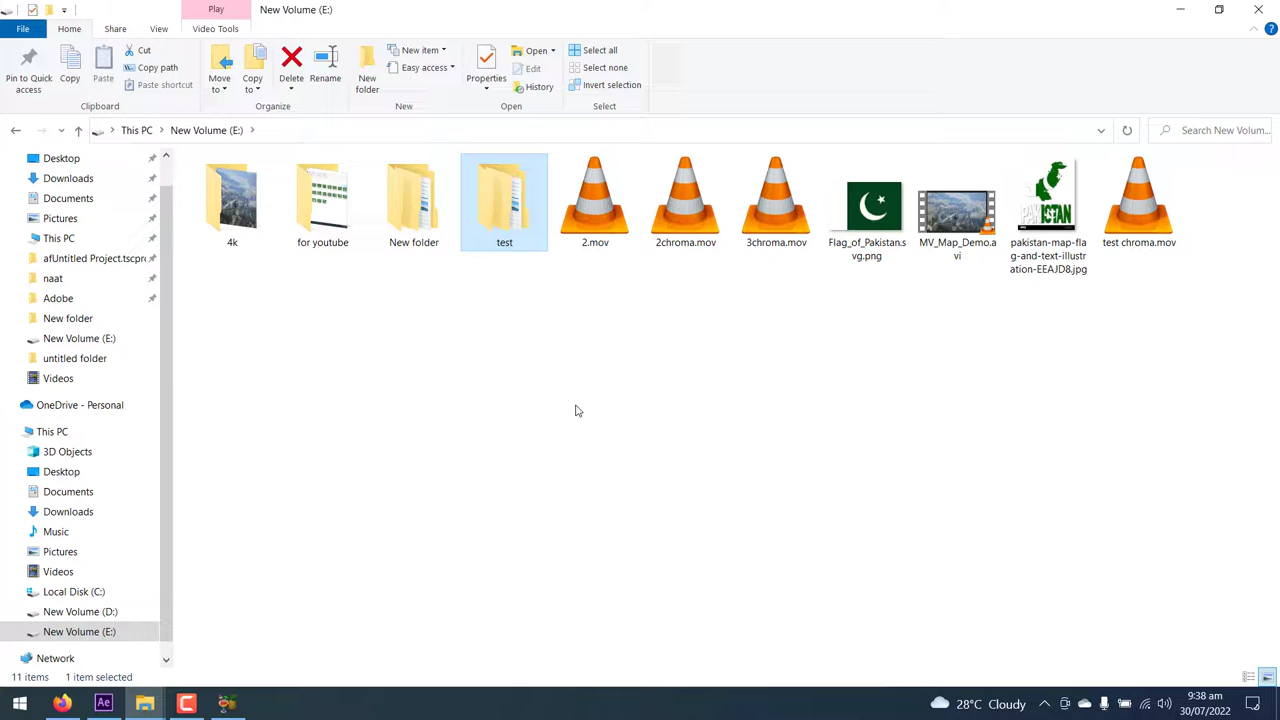 Play
New Volume (E:)
File
Home
Share
View
Video Tools
Pin to Quick
access
Copy
Paste
Cut
Copy path
Paste shortcut
Clipboard
Move
to
Copy
to
Delete
Rename
Organize
New
folder
New item
Easy access
New
Properties
Open
Edit
History
Open
Select all
Select none
Invert selection
Select
This PC
New Volume (E:)
Search New Volum...
Desktop
Downloads
Documents
Pictures
This PC
afUntitled Project.tscpro
naat
Adobe
New folder
New Volume (E:)
untitled folder
Videos
OneDrive - Personal
This PC
3D Objects
Desktop
Documents
Downloads
Music
Pictures
Videos
Local Disk (C:)
New Volume (D:)
New Volume (E:)
Network
4k
for youtube
New folder
test
2.mov
2chroma.mov
3chroma.mov
Flag_of_Pakistan.s
vg.png
MV_Map_Demo.a
vi
PAKISTAN
pakistan-map-fla
g-and-text-illust
ration-EEAJD8.jpg
test chroma.mov
11 items
1 item selected
Ae
28°C Cloudy
9:38 am
30/07/2022